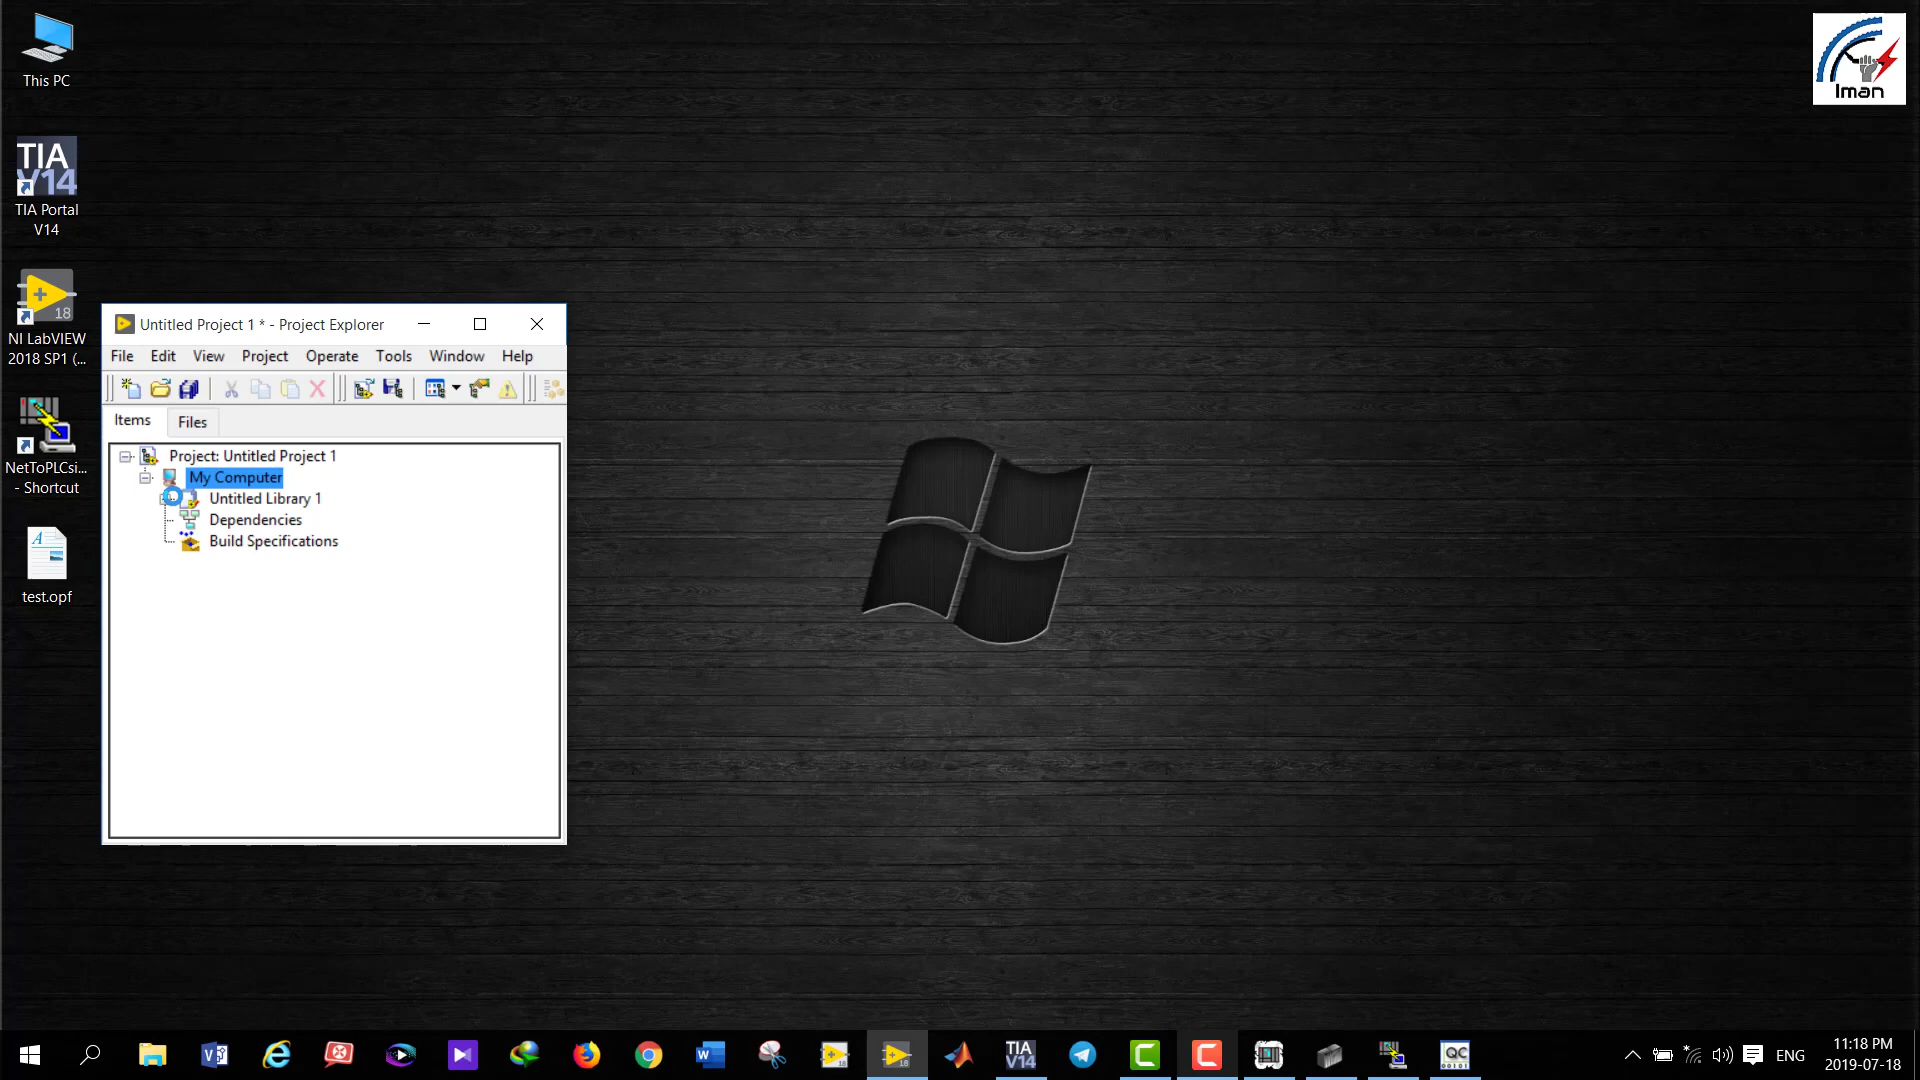 This PC
TIA
V14
TIA Portal
V14
18
NI LabVIEW
2018 SP1 (...
NetToPLCsi...
- Shortcut
A
test.opf
Iman
Untitled Project 1 * - Project Explorer
File Edit View Project Operate Tools Window Help
Items Files
Project: Untitled Project 1
My Computer
Untitled Library 1
Dependencies
Build Specifications
TIA
V14
QC
ENG
11:18 PM
2019-07-18